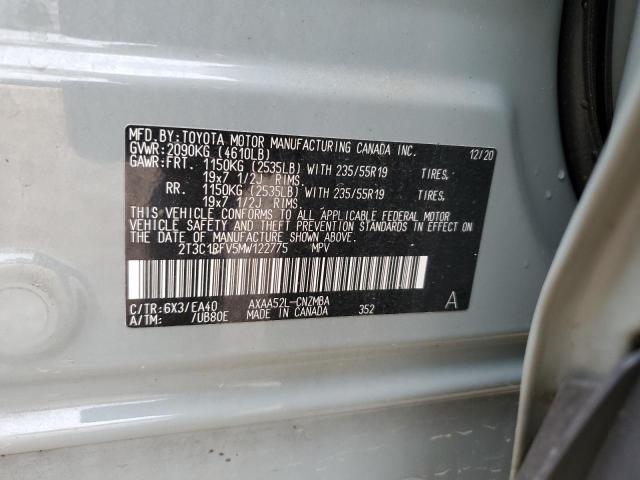 MFD.BY:TOYOTA MOTOR MANUFACTURING CANADA INC. 12/20
GVWR:2090KG (4610LB)
GAWR:FRT. 1150KG (2535LB) WITH 235/55R19 TIRES,
19x7 1/2J RIMS
RR. 1150KG (2535LB) WITH 235/55R19 TIRES,
19x7 1/2J RIMS
THIS VEHICLE CONFORMS TO ALL APPLICABLE FEDERAL MOTOR
VEHICLE SAFETY AND THEFT PREVENTION STANDARDS IN EFFECT
ON THE DATE OF MANUFACTURE SHOWN ABOVE.
2T3C1BFV5MW122775 MPV
C/TR:6X3/EA40 AXAA52L-CNZMBA A
A/TM: /UB80E MADE IN CANADA 352